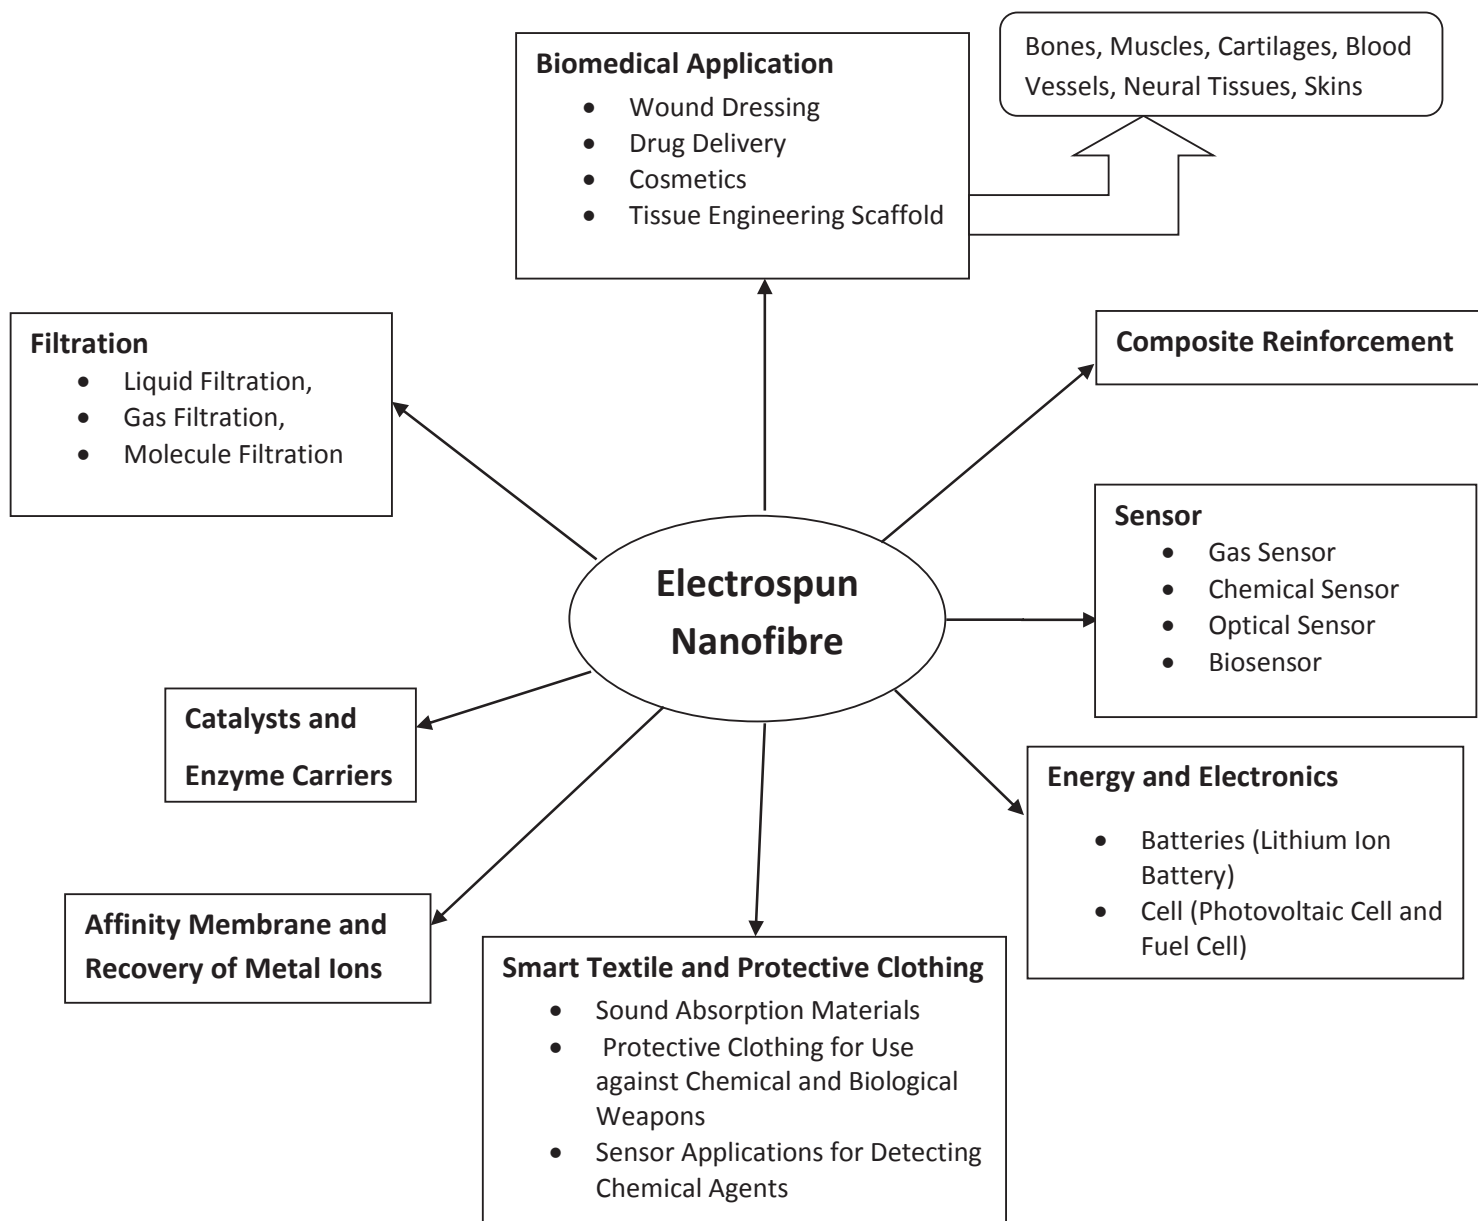 Biomedical Application
• Wound Dressing
• Drug Delivery
• Cosmetics
• Tissue Engineering Scaffold
Bones, Muscles, Cartilages, Blood
Vessels, Neural Tissues, Skins
Filtration
• Liquid Filtration,
• Gas Filtration,
• Molecule Filtration
Composite Reinforcement
Sensor
• Gas Sensor
• Chemical Sensor
• Optical Sensor
• Biosensor
Electrospun
Nanofibre
Catalysts and
Enzyme Carriers
Energy and Electronics
• Batteries (Lithium Ion
Battery)
• Cell (Photovoltaic Cell and
Fuel Cell)
Affinity Membrane and
Recovery of Metal Ions
Smart Textile and Protective Clothing
• Sound Absorption Materials
• Protective Clothing for Use
against Chemical and Biological
Weapons
• Sensor Applications for Detecting
Chemical Agents